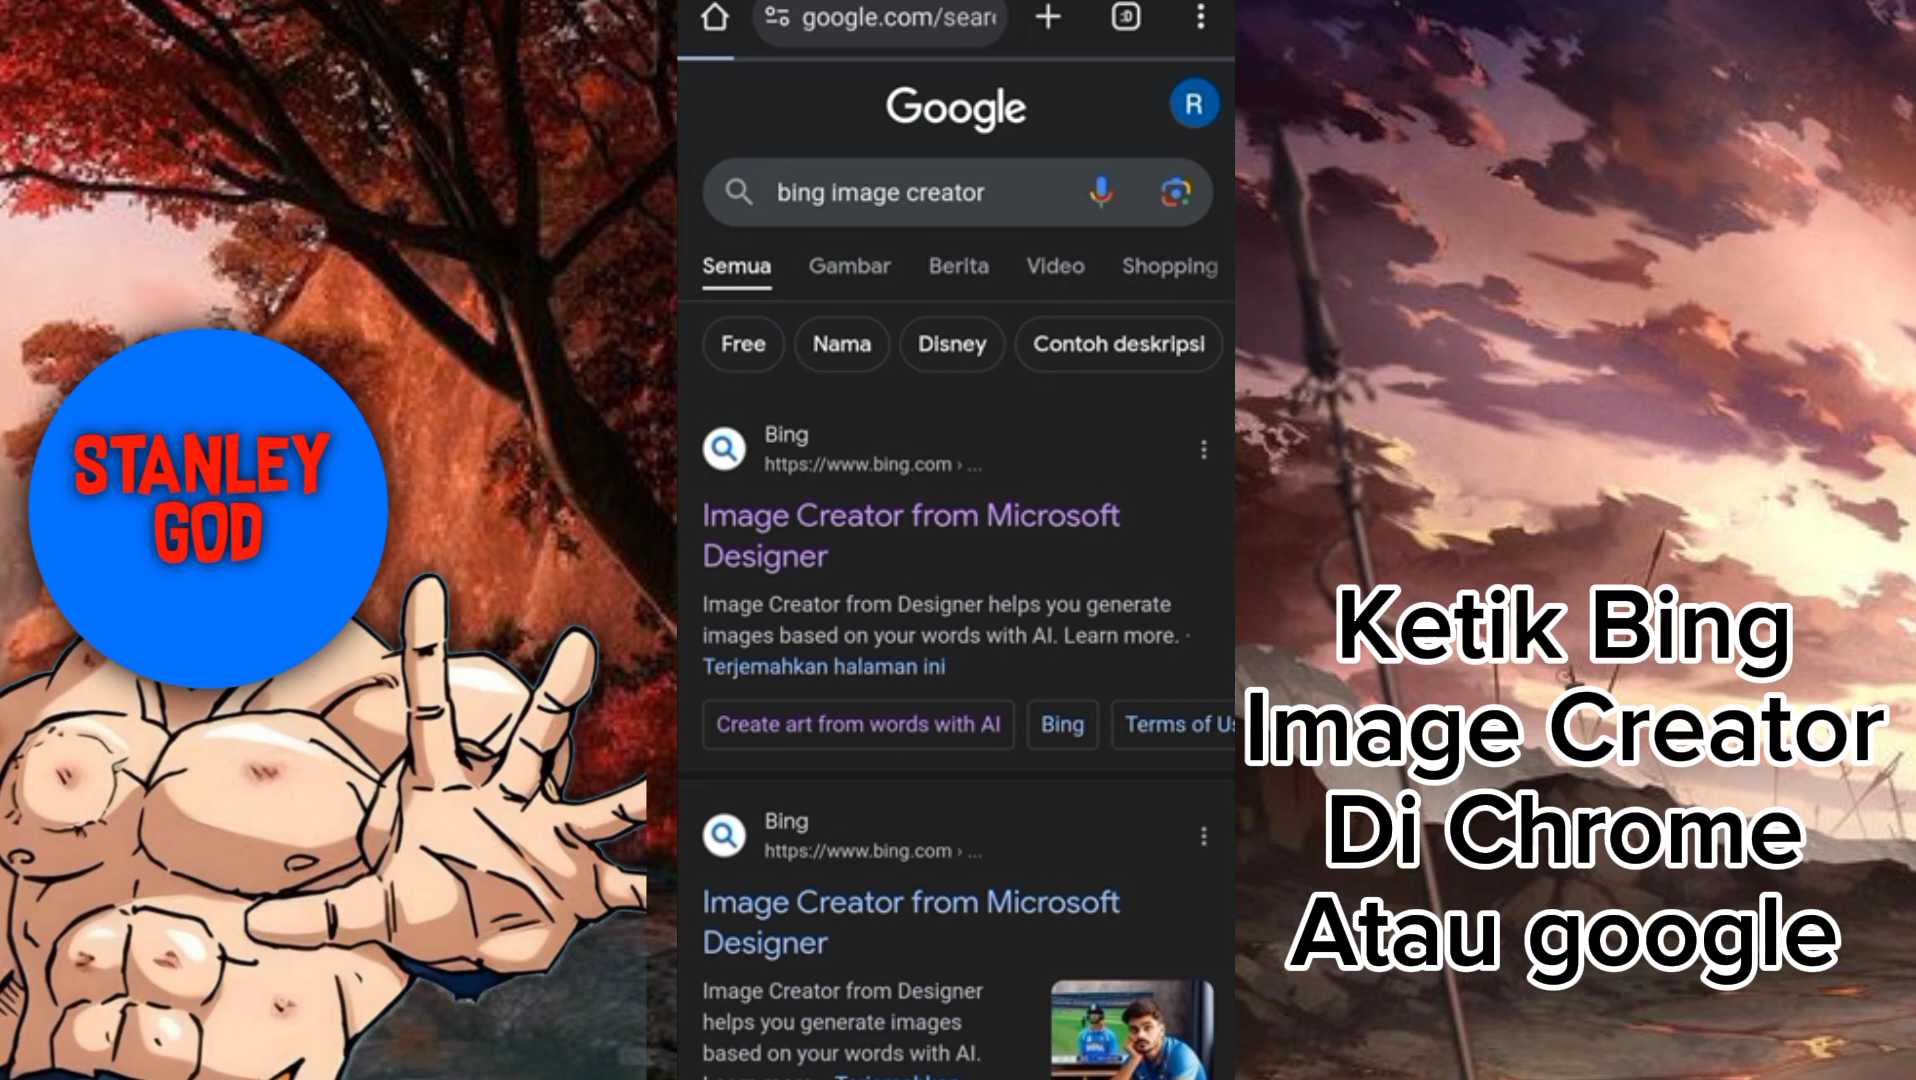 STANLEY
GOD
google.com/sear
:D
Google
R
bing image creator
Semua Gambar Berita Video Shopping
Free Nama Disney Contoh deskripsi
Bing
https://www.bing.com › ...
Image Creator from Microsoft
Designer
Image Creator from Designer helps you generate
images based on your words with AI. Learn more. ·
Terjemahkan halaman ini
Create art from words with AI Bing Terms of Us
Bing
https://www.bing.com › ...
Image Creator from Microsoft
Designer
Image Creator from Designer
helps you generate images
based on your words with AI.
Ketik Bing
Image Creator
Di Chrome
Atau google